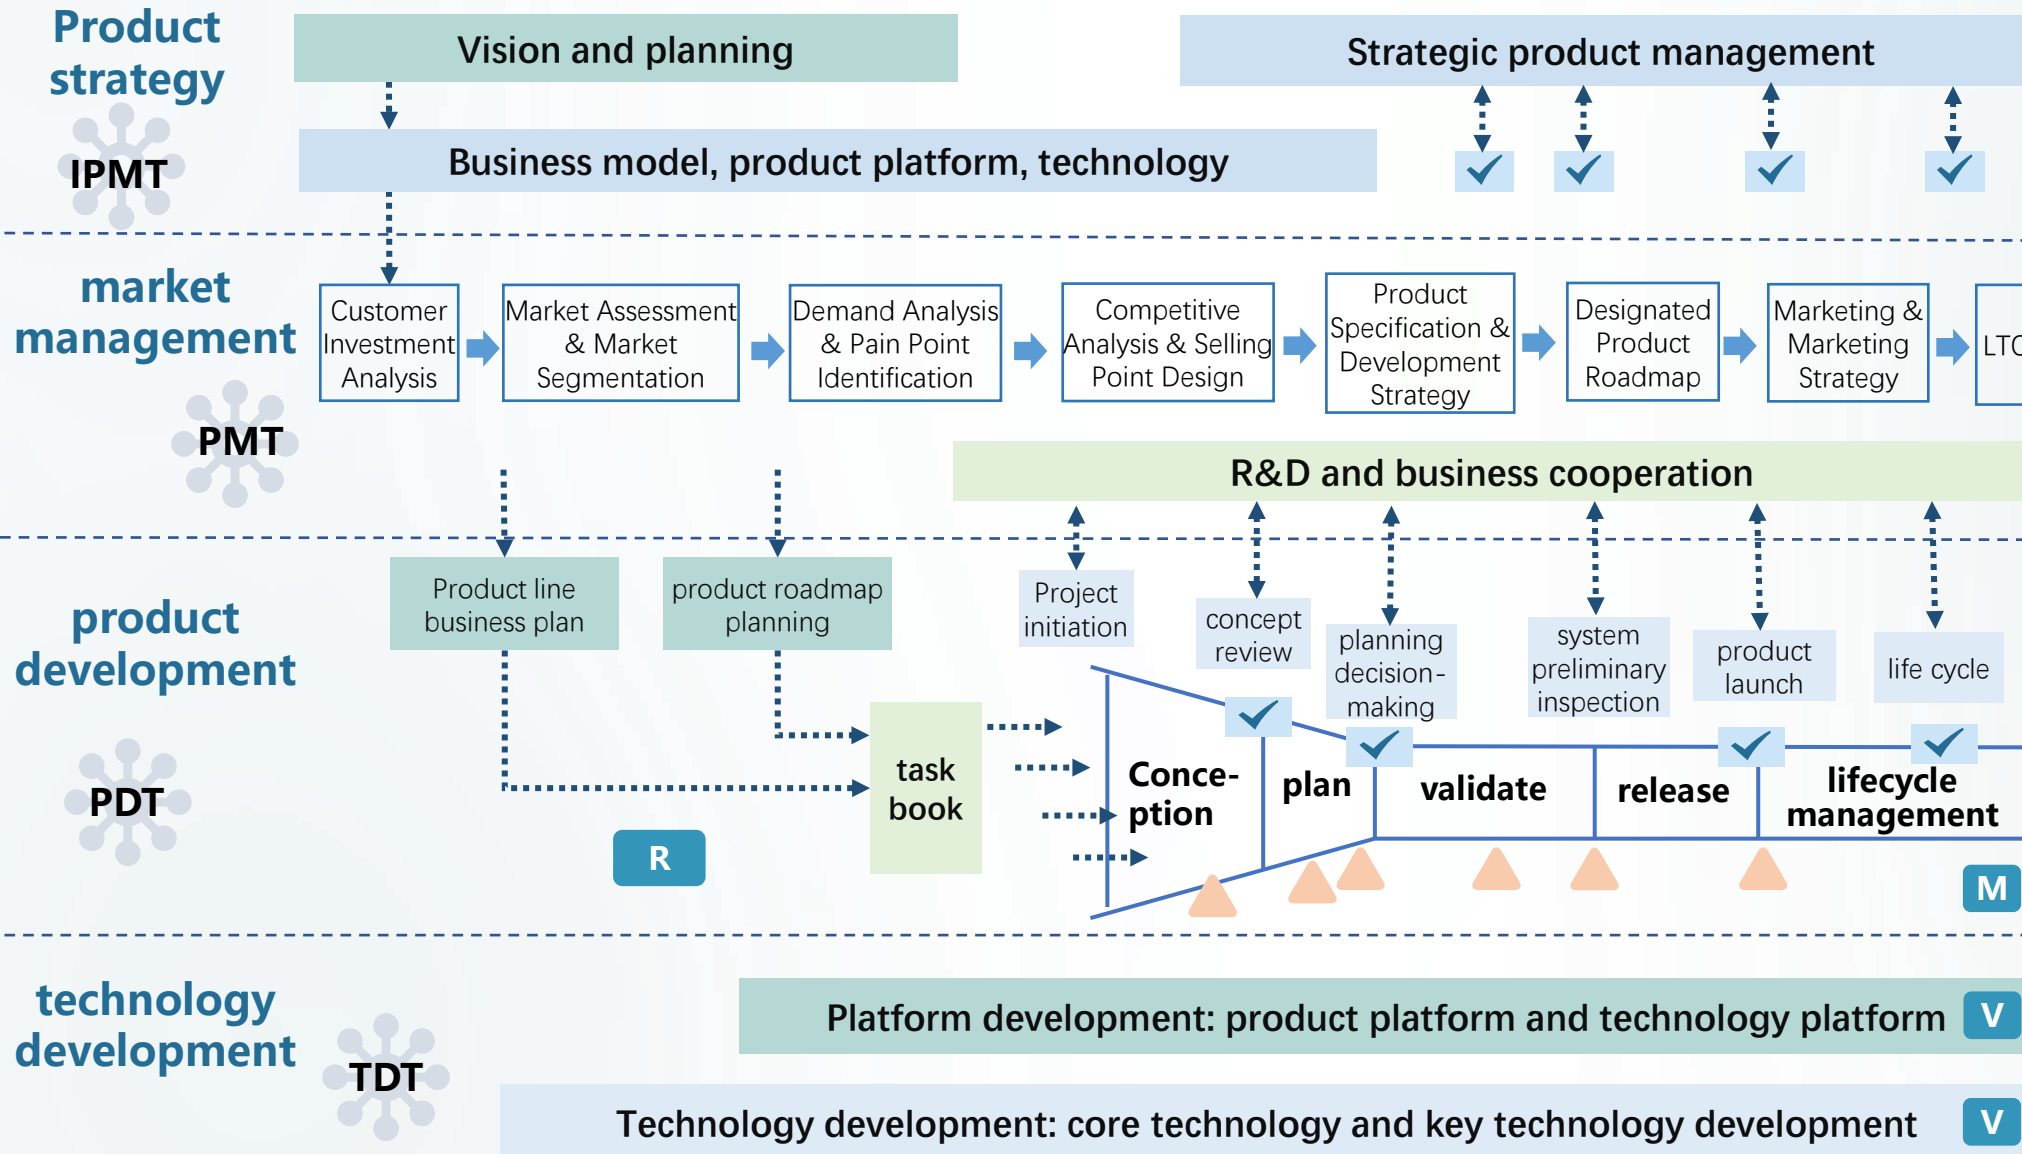 Product
strategy
IPMT
Vision and planning
Strategic product management
Business model, product platform, technology
market
management
PMT
Customer
Investment
Analysis
Market Assessment
& Market
Segmentation
Demand Analysis
& Pain Point
Identification
Competitive
Analysis & Selling
Point Design
Product
Specification &
Development
Strategy
Designated
Product
Roadmap
Marketing &
Marketing
Strategy
R&D and business cooperation
product
development
PDT
Product line
business plan
product roadmap
planning
Project
initiation
concept
review
planning
decision-
making
system
preliminary
inspection
product
launch
life cycle
task
book
Conce-
ption
plan
validate
release
lifecycle
management
R
M
technology
development
TDT
Platform development: product platform and technology platform
V
Technology development: core technology and key technology development
V